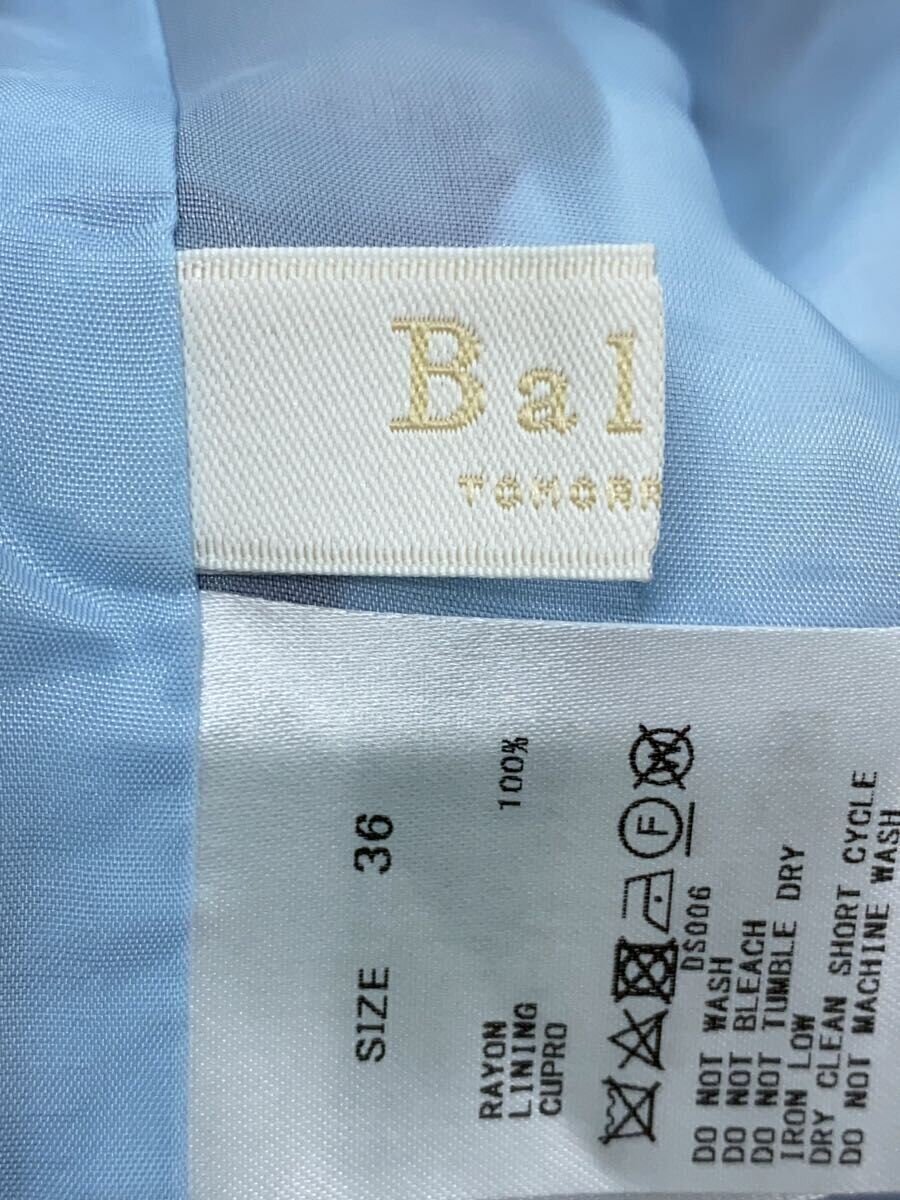 Bal
TOMORR
SIZE 36
RAYON 100%
LINING
CUPRO
F
W
DS006
DO NOT WASH
DO NOT BLEACH
DO NOT TUMBLE DRY
IRON LOW
DRY CLEAN SHORT CYCLE
DO NOT MACHINE WASH